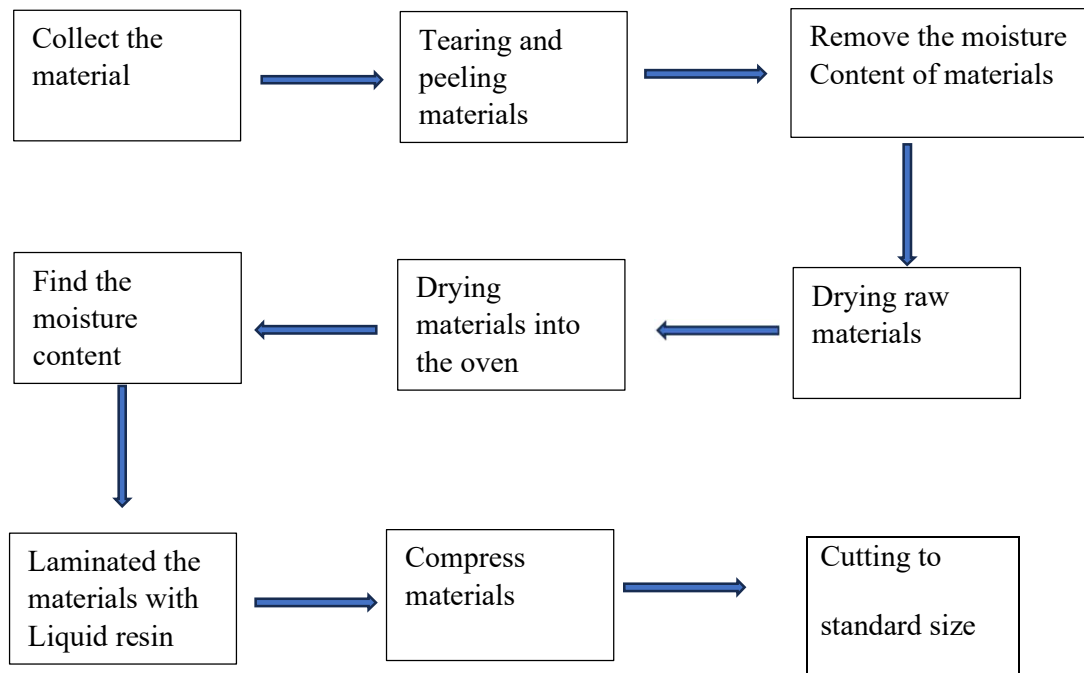 Collect the
material
Tearing and
peeling
materials
Remove the moisture
Content of materials
Drying raw
materials
Drying
materials into
the oven
Find the
moisture
content
Laminated the
materials with
Liquid resin
Compress
materials
Cutting to
standard size